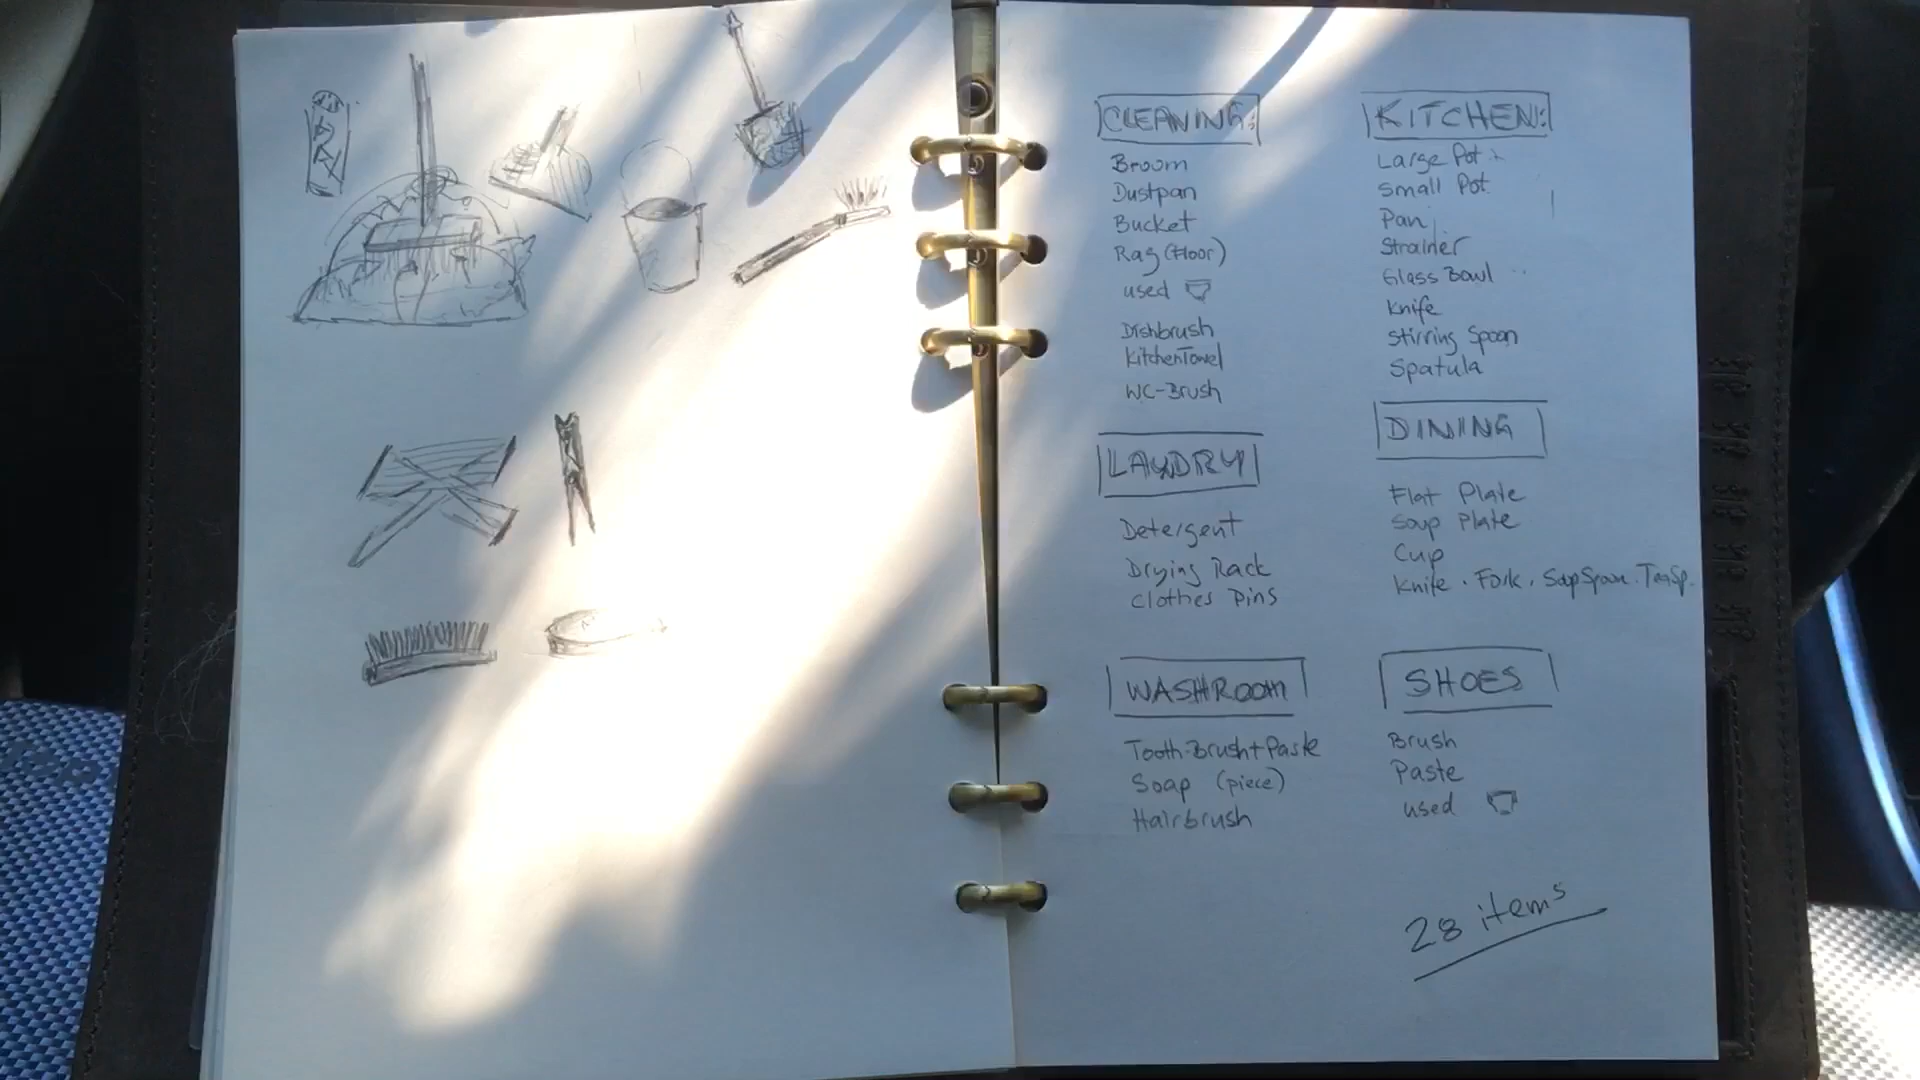 CLEANING:
Broom
Dustpan
Bucket
Rag (Floor)
used
Dishbrush
KitchenTowel
WC-Brush
LAUNDRY
Detergent
Drying Rack
Clothes Pins
WASHROOM
Tooth-Brush+Paste
Soap (piece)
Hairbrush
KITCHEN:
Large Pot
Small Pot
Pan
Strainer
Glass Bowl
Knife
Stirring Spoon
Spatula
DINING
Flat Plate
Soup Plate
Cup
Knife . Fork . SoupSpoon . TeaSp.
SHOES
Brush
Paste
used
28 items